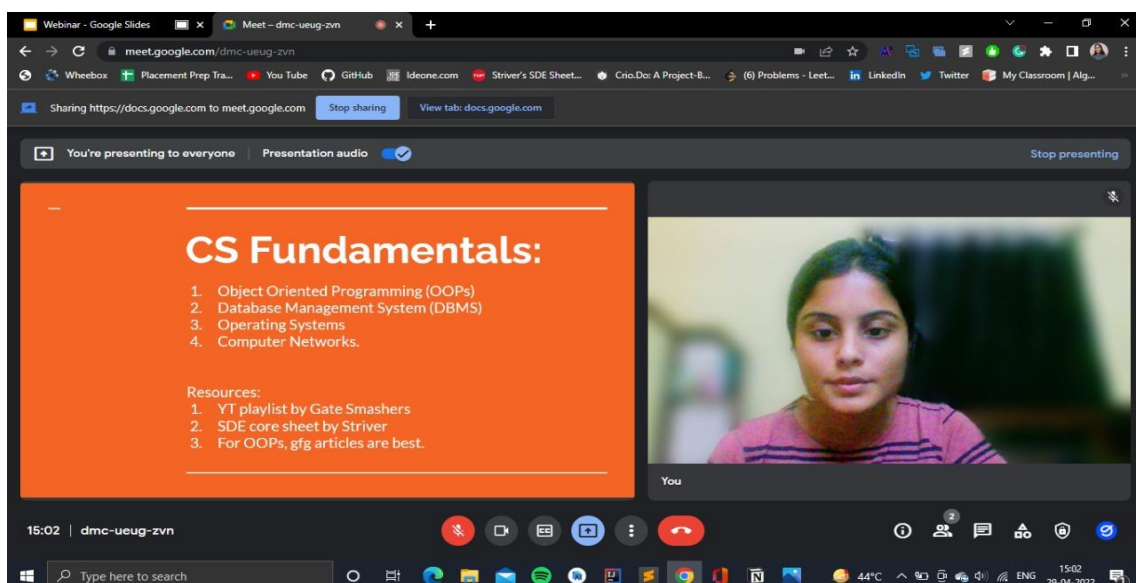 Webinar - Google Slides
Meet – dmc-ueug-zvn
meet.google.com/dmc-ueug-zvn
Wheebox
Placement Prep Tra...
You Tube
GitHub
Ideone.com
Striver's SDE Sheet...
Crio.Do: A Project-B...
(6) Problems - Leet...
LinkedIn
Twitter
My Classroom | Alg...
Sharing https://docs.google.com to meet.google.com
Stop sharing
View tab: docs.google.com
You're presenting to everyone
Presentation audio
Stop presenting
CS Fundamentals:
1. Object Oriented Programming (OOPs)
2. Database Management System (DBMS)
3. Operating Systems
4. Computer Networks.
Resources:
1. YT playlist by Gate Smashers
2. SDE core sheet by Striver
3. For OOPs, gfg articles are best.
You
15:02 | dmc-ueug-zvn
2
Type here to search
44°C
ENG
15:02
29-04-2022